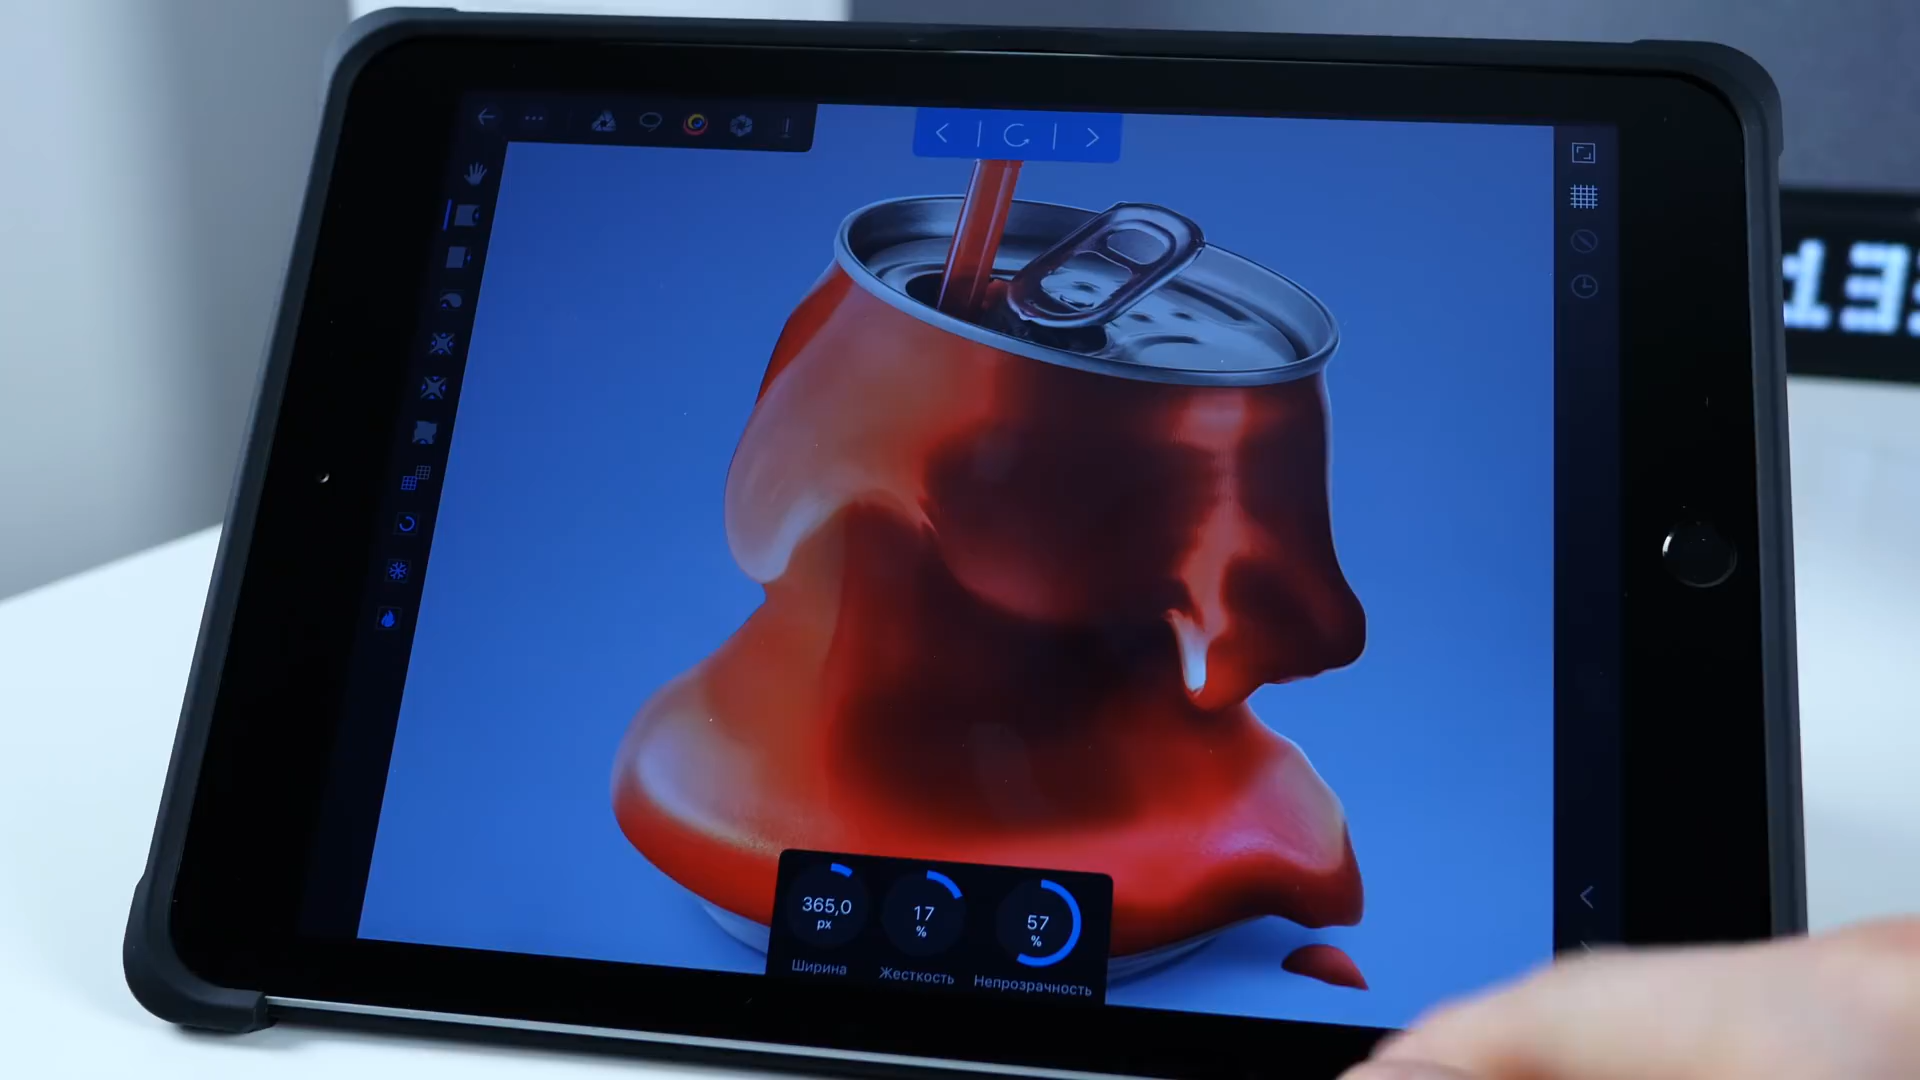 365,0
px
Ширина
17
%
Жесткость
57
%
Непрозрачность